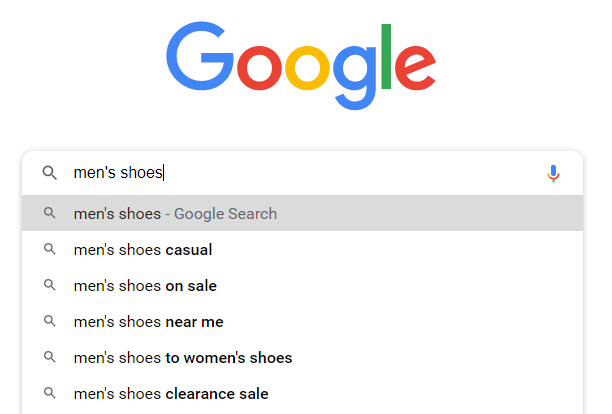 Google
men's shoes
men's shoes - Google Search
men's shoes casual
men's shoes on sale
men's shoes near me
men's shoes to women's shoes
men's shoes clearance sale